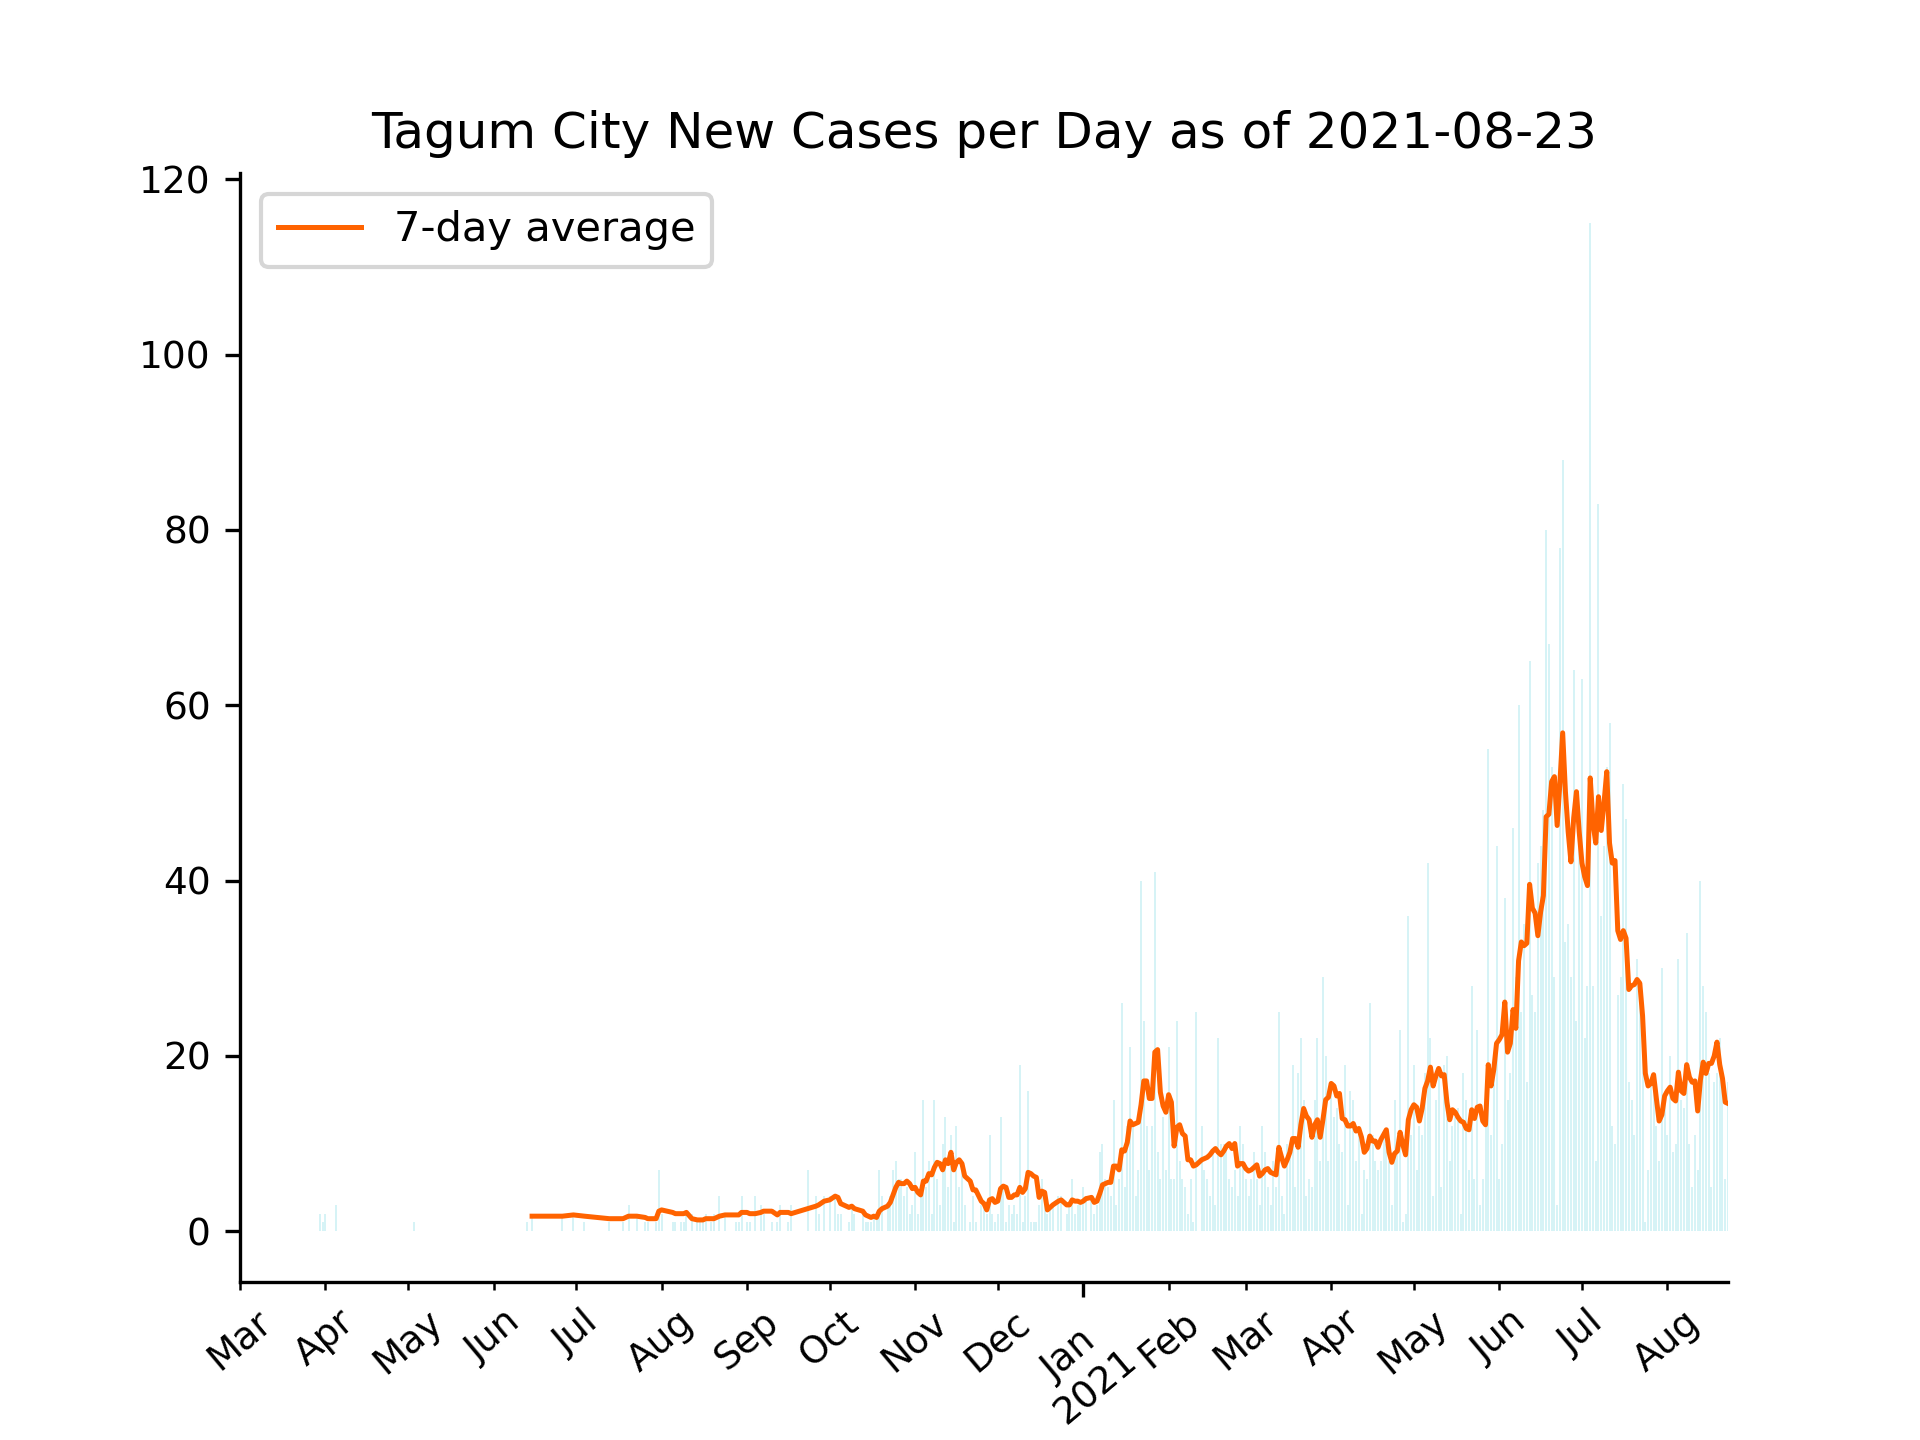 Tagum City New Cases per Day as of 2021-08-23
7-day average
120
100
80
60
40
20
0
Mar Apr May Jun Jul Aug Sep Oct Nov Dec Jan Feb Mar Apr May Jun Jul Aug
2021